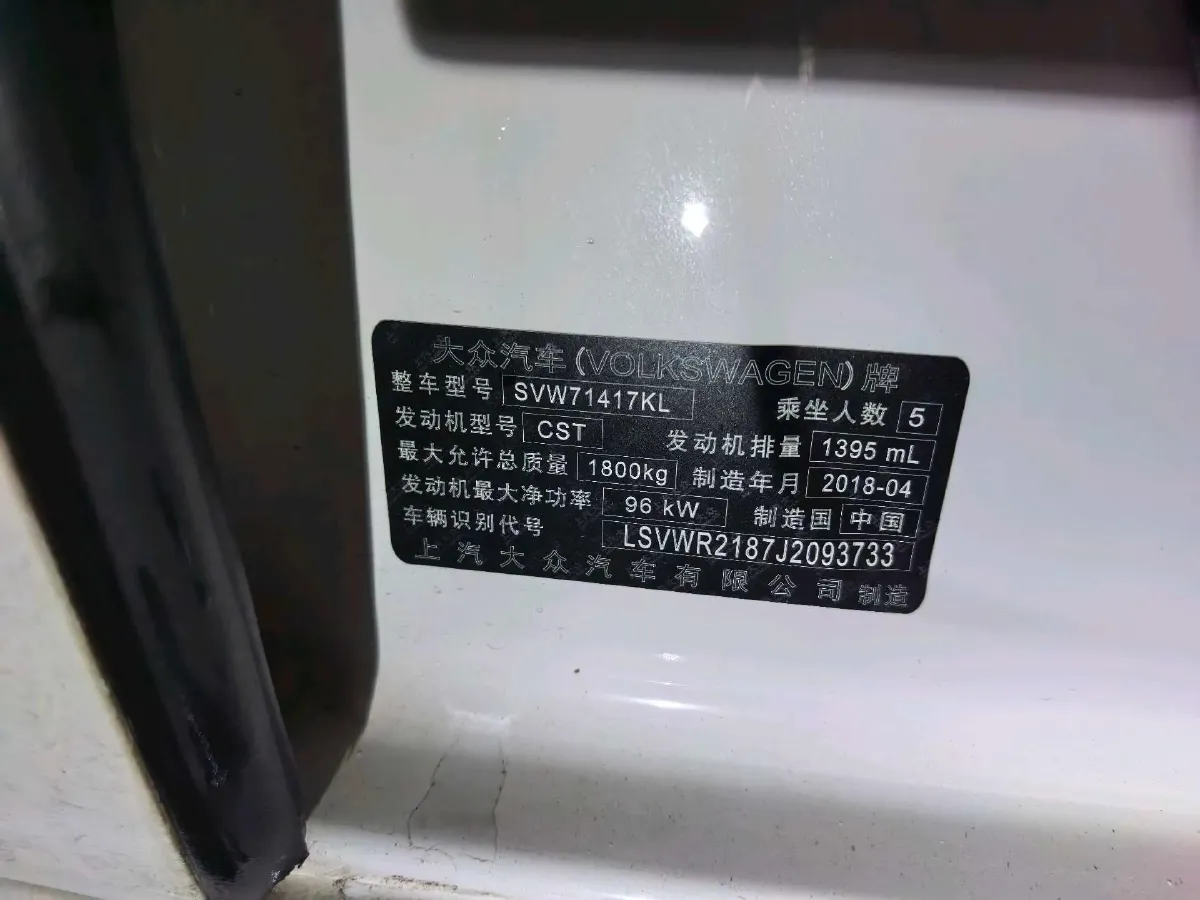 大众汽车(VOLKSWAGEN)牌
整车型号 SVW71417KL 乘坐人数 5
发动机型号 CST 发动机排量 1395 mL
最大允许总质量 1800kg 制造年月 2018-04
发动机最大净功率 96 kW 制造国 中国
车辆识别代号 LSVWR2187J2093733
上汽大众汽车有限公司 制造